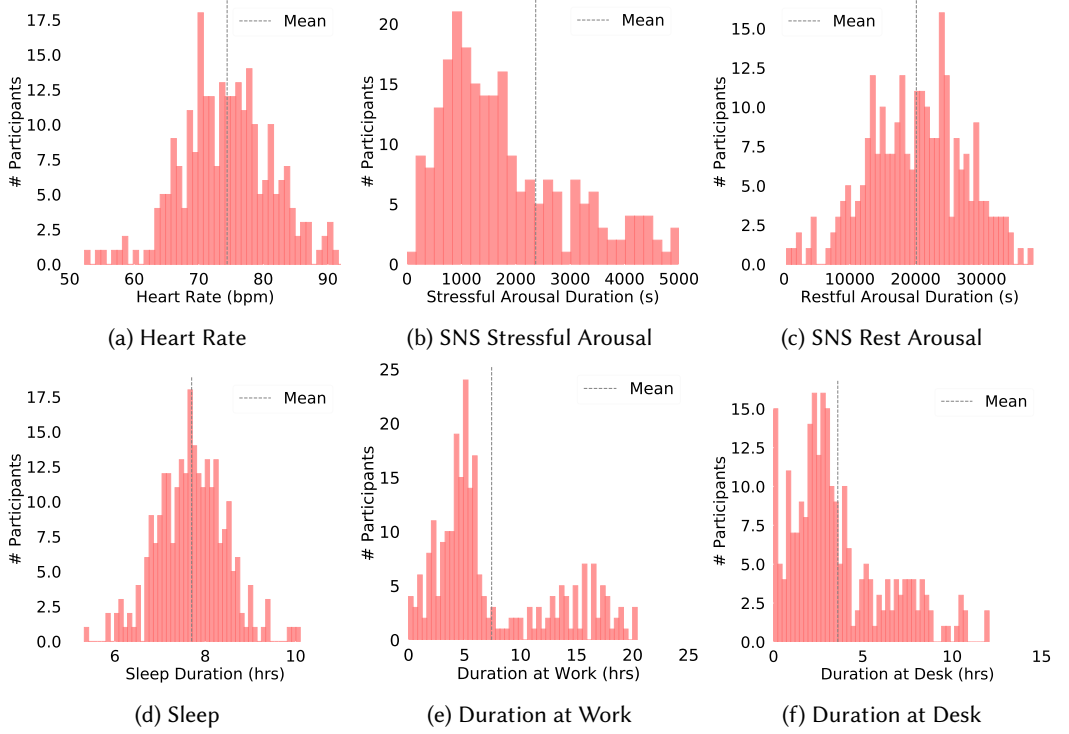 17.5
15.0
12.5
10.0
7.5
5.0
2.5
0.0
# Participants
Mean
50 60 70 80 90
Heart Rate (bpm)
(a) Heart Rate
20
15
10
5
0
# Participants
Mean
0 1000 2000 3000 4000 5000
Stressful Arousal Duration (s)
(b) SNS Stressful Arousal
15.0
12.5
10.0
7.5
5.0
2.5
0.0
# Participants
Mean
0 10000 20000 30000
Restful Arousal Duration (s)
(c) SNS Rest Arousal
17.5
15.0
12.5
10.0
7.5
5.0
2.5
0.0
# Participants
Mean
6 8 10
Sleep Duration (hrs)
(d) Sleep
25
20
15
10
5
0
# Participants
Mean
0 5 10 15 20 25
Duration at Work (hrs)
(e) Duration at Work
15.0
12.5
10.0
7.5
5.0
2.5
0.0
# Participants
Mean
0 5 10 15
Duration at Desk (hrs)
(f) Duration at Desk